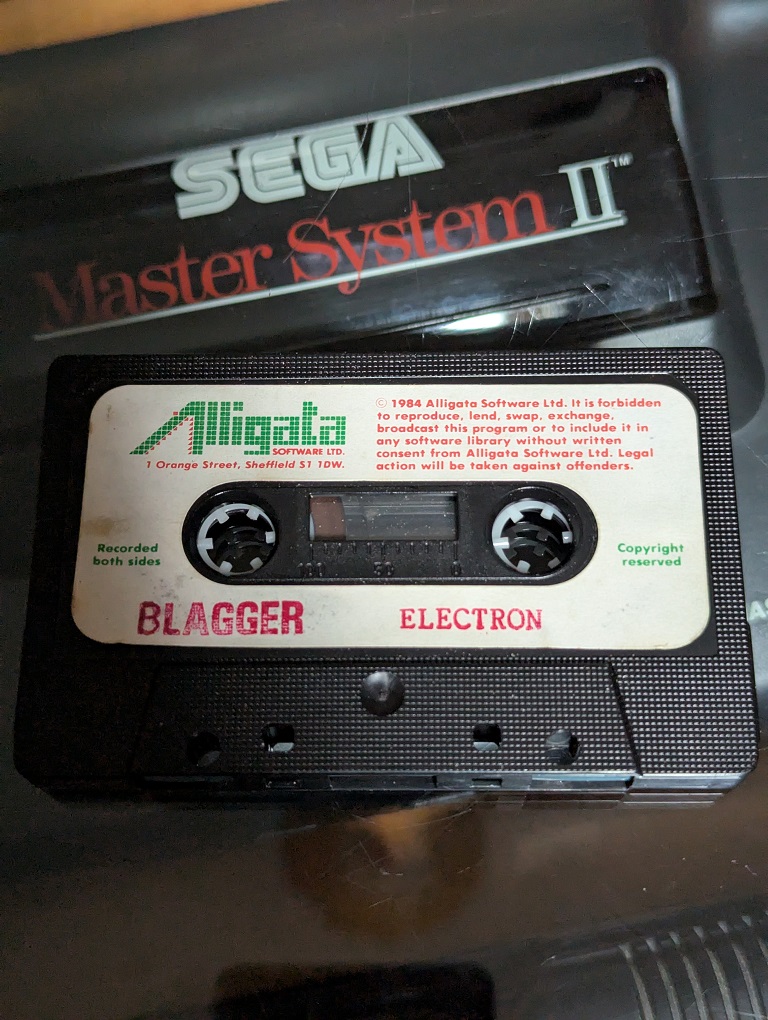 SEGA
Master System II™
Alligata
SOFTWARE LTD.
1 Orange Street, Sheffield S1 1DW.
© 1984 Alligata Software Ltd. It is forbidden
to reproduce, lend, swap, exchange,
broadcast this program or to include it in
any software library without written
consent from Alligata Software Ltd. Legal
action will be taken against offenders.
Recorded
both sides
100 50 0
Copyright
reserved
BLAGGER
ELECTRON